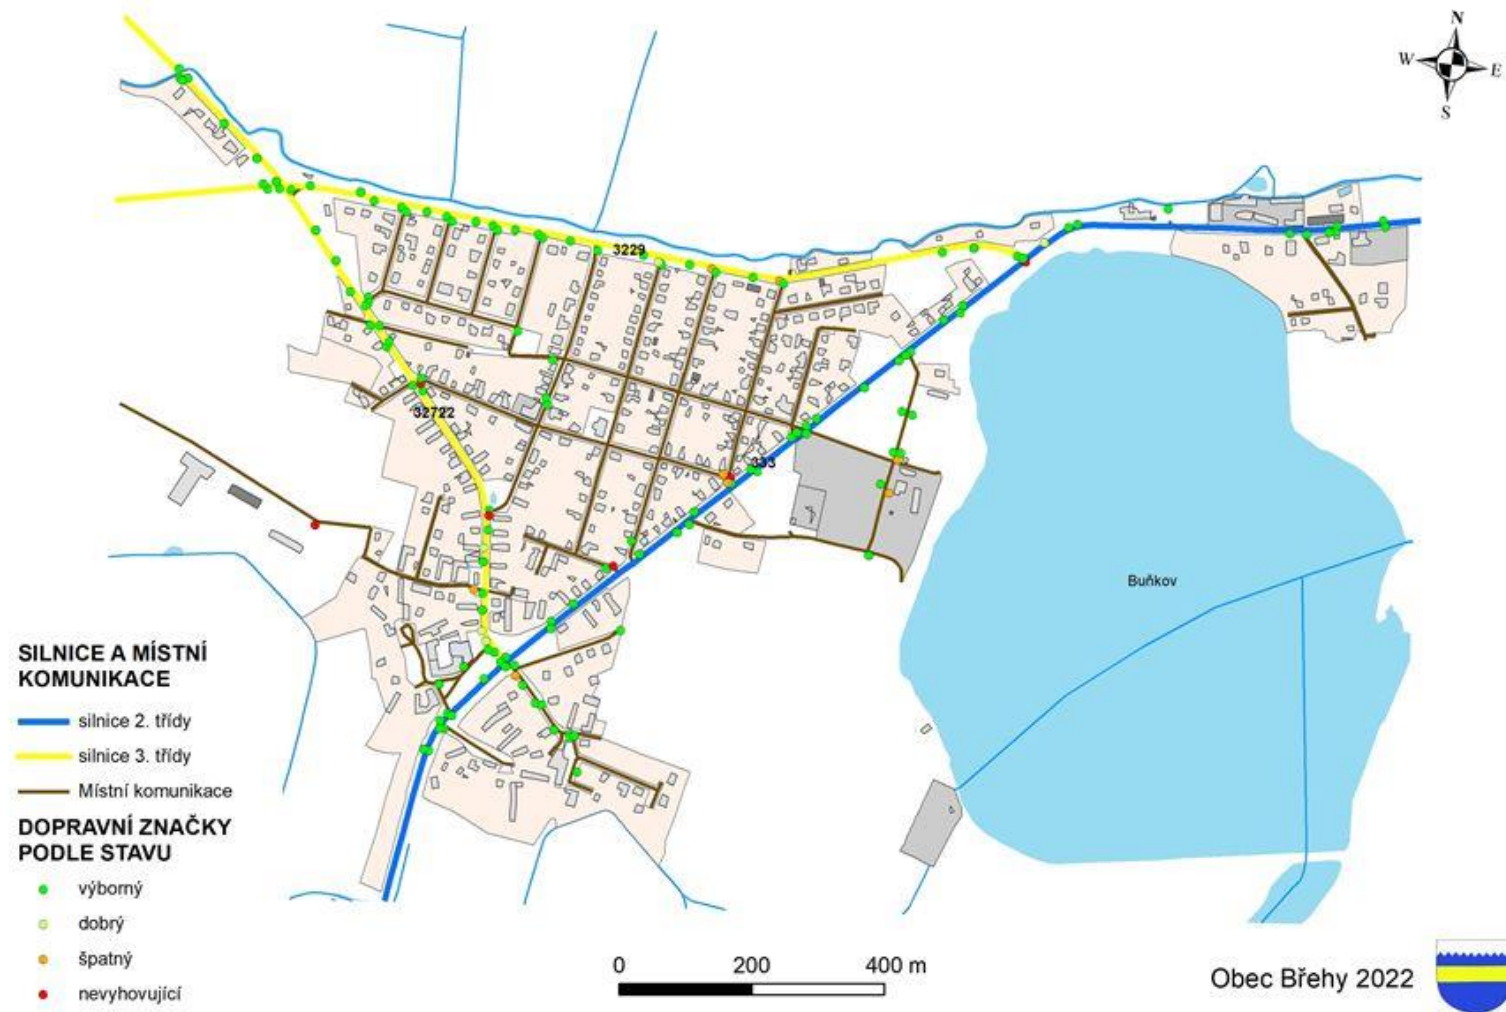 N
W
E
S
3229
32722
333
Buňkov
SILNICE A MÍSTNÍ
KOMUNIKACE
silnice 2. třídy
silnice 3. třídy
Místní komunikace
DOPRAVNÍ ZNAČKY
PODLE STAVU
výborný
dobrý
špatný
nevyhovující
0 200 400 m
Obec Břehy 2022